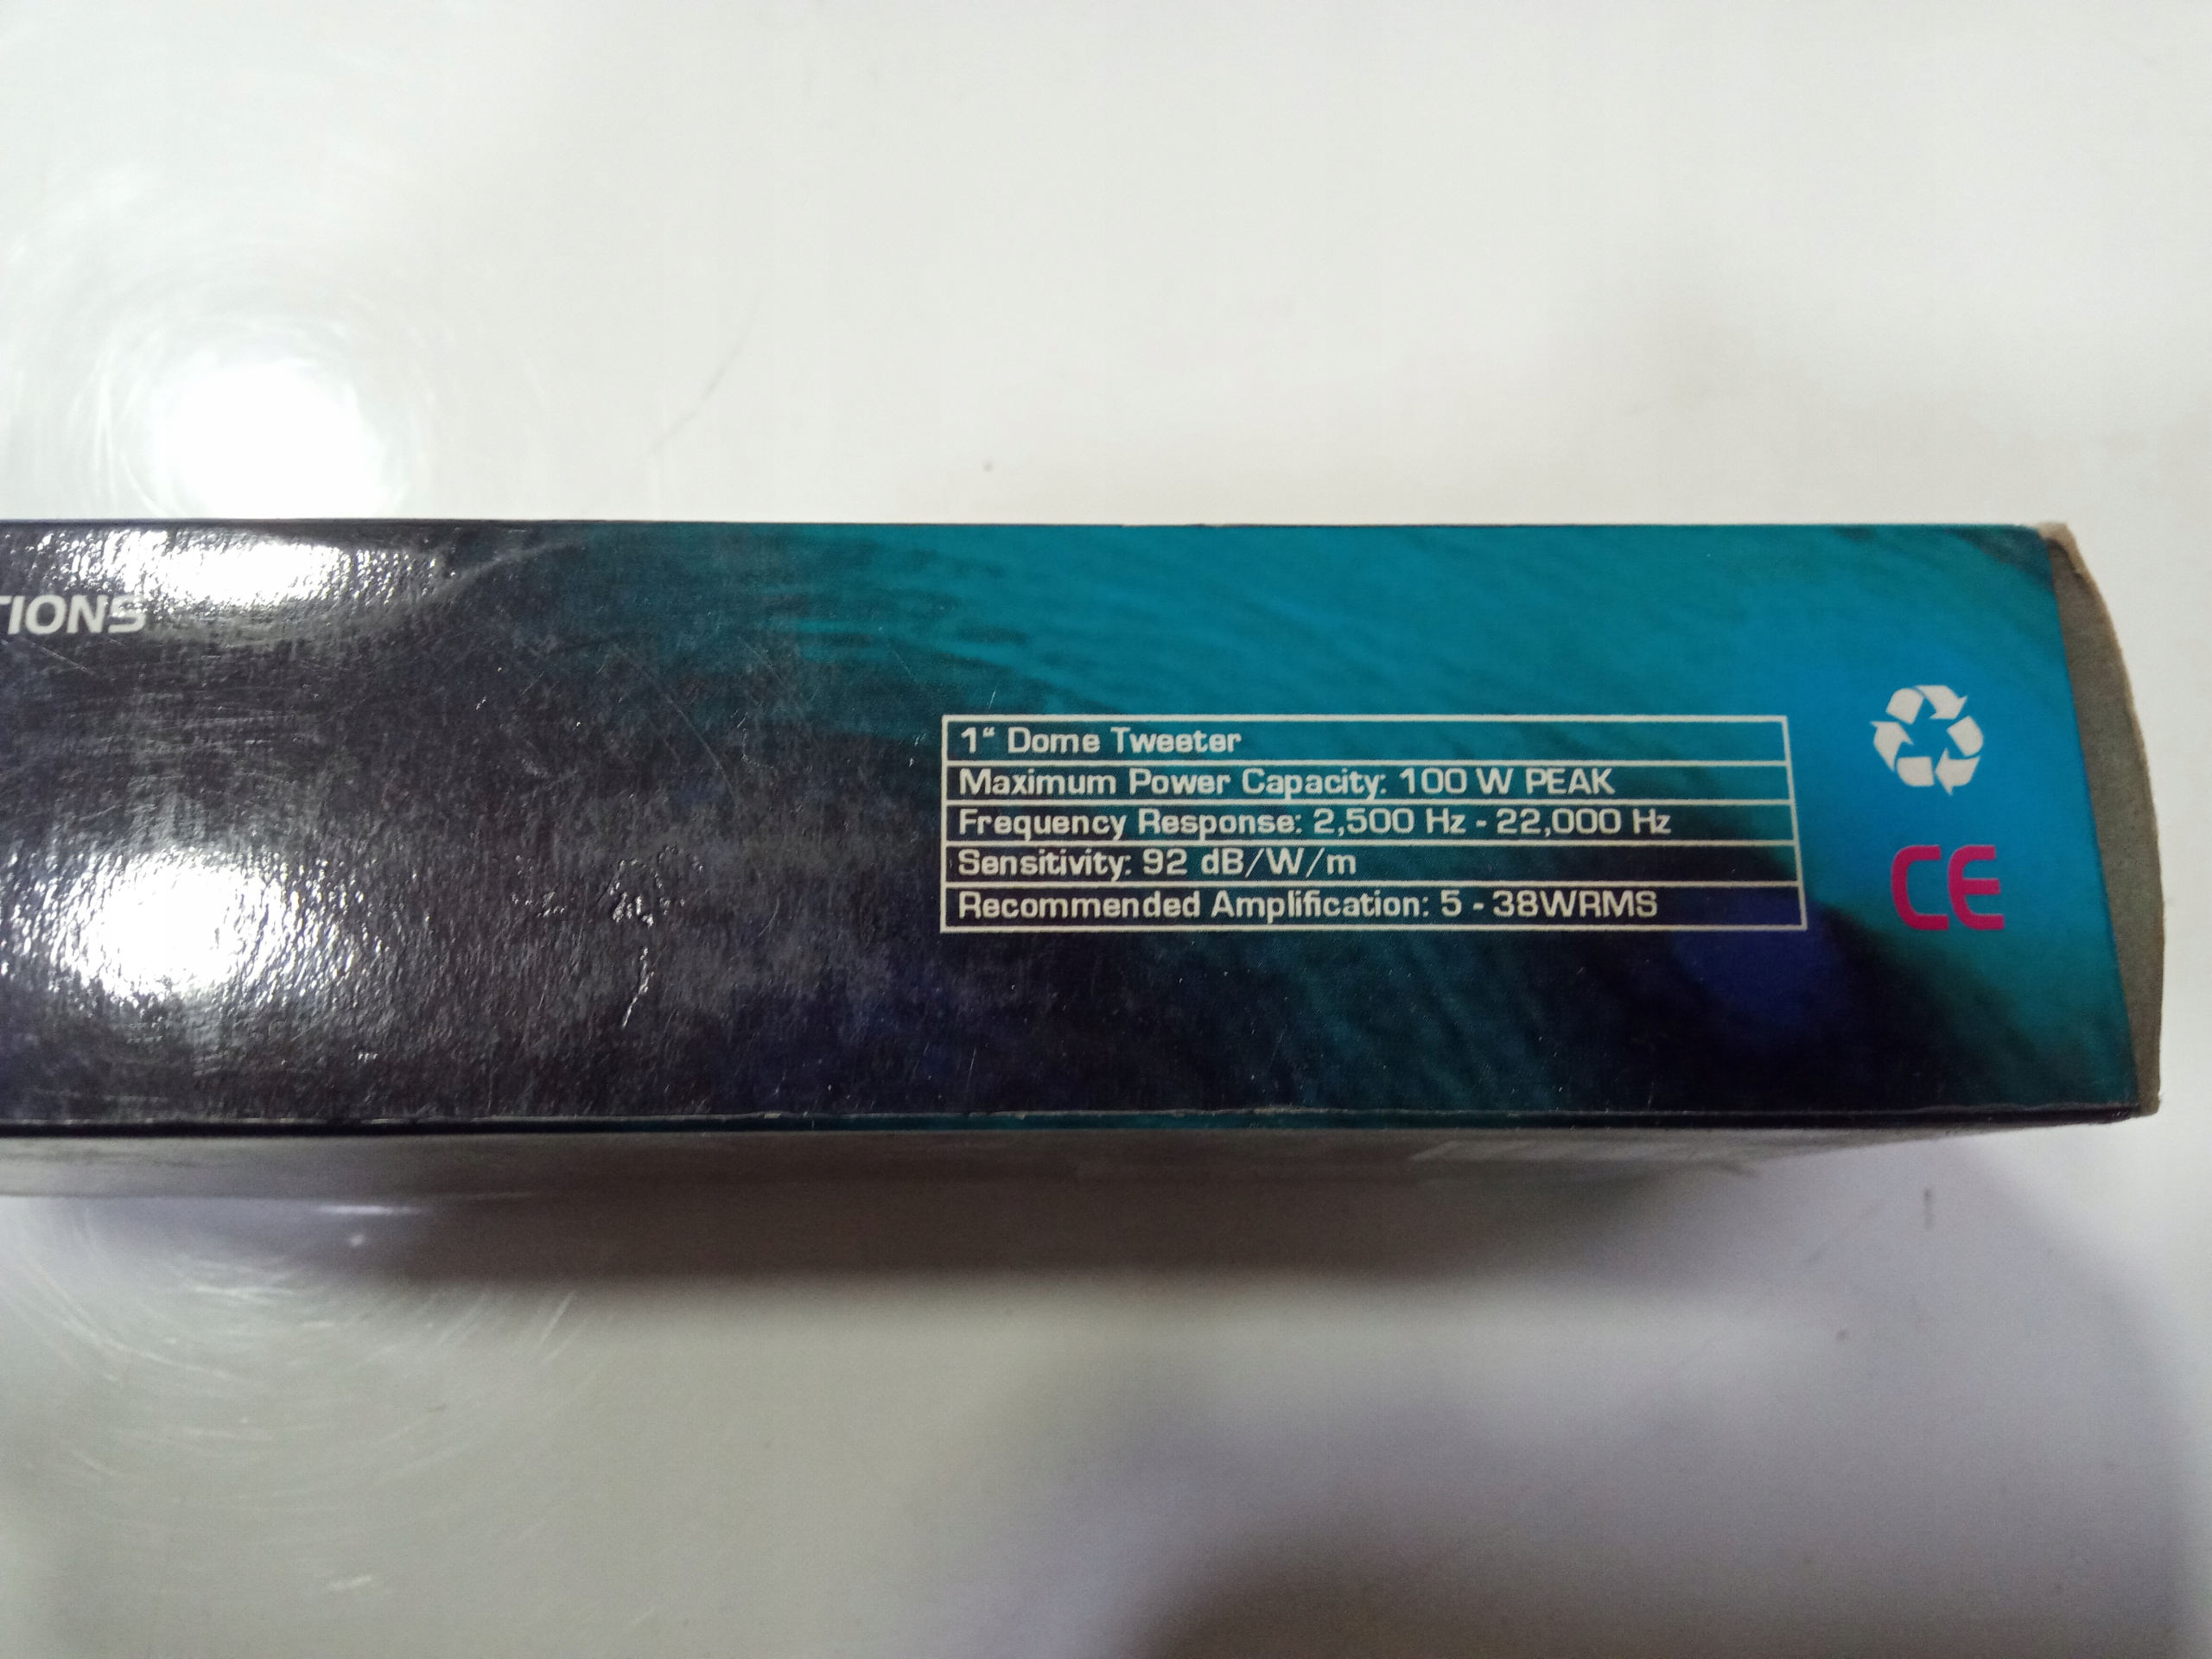 TIONS
1“ Dome Tweeter
Maximum Power Capacity: 100 W PEAK
Frequency Response: 2,500 Hz - 22,000 Hz
Sensitivity: 92 dB/W/m
Recommended Amplification: 5 - 38WRMS
CE